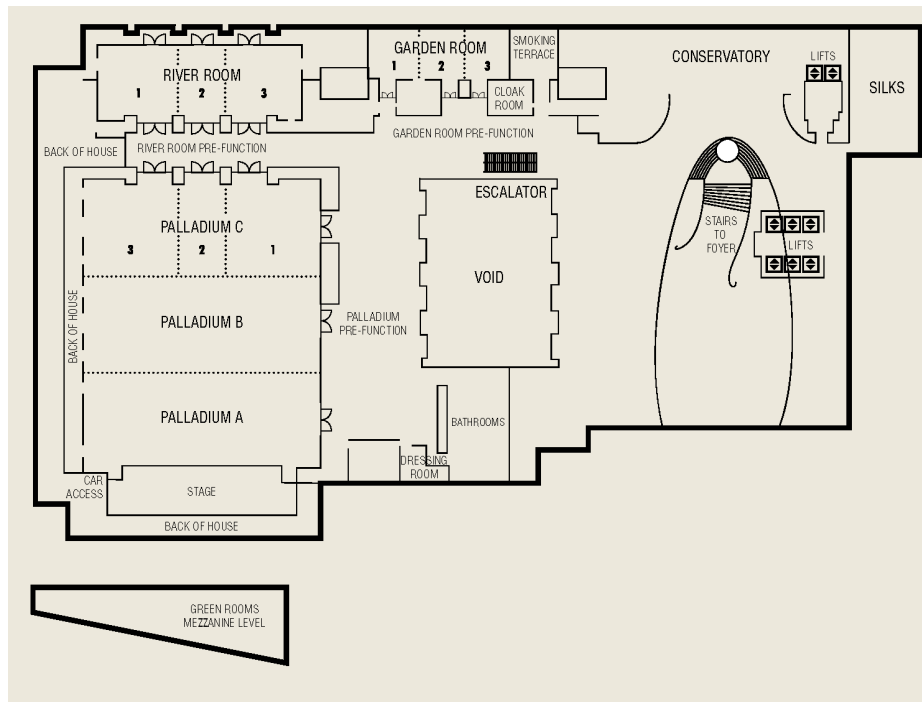 RIVER ROOM
1 2 3
GARDEN ROOM
1 2 3
SMOKING
TERRACE
CLOAK
ROOM
CONSERVATORY
LIFTS
SILKS
GARDEN ROOM PRE-FUNCTION
BACK OF HOUSE
RIVER ROOM PRE-FUNCTION
ESCALATOR
PALLADIUM C
3 2 1
STAIRS
TO
FOYER
LIFTS
VOID
BACK OF HOUSE
PALLADIUM B
PALLADIUM
PRE-FUNCTION
PALLADIUM A
BATHROOMS
DRESSING
ROOM
CAR
ACCESS
STAGE
BACK OF HOUSE
GREEN ROOMS
MEZZANINE LEVEL